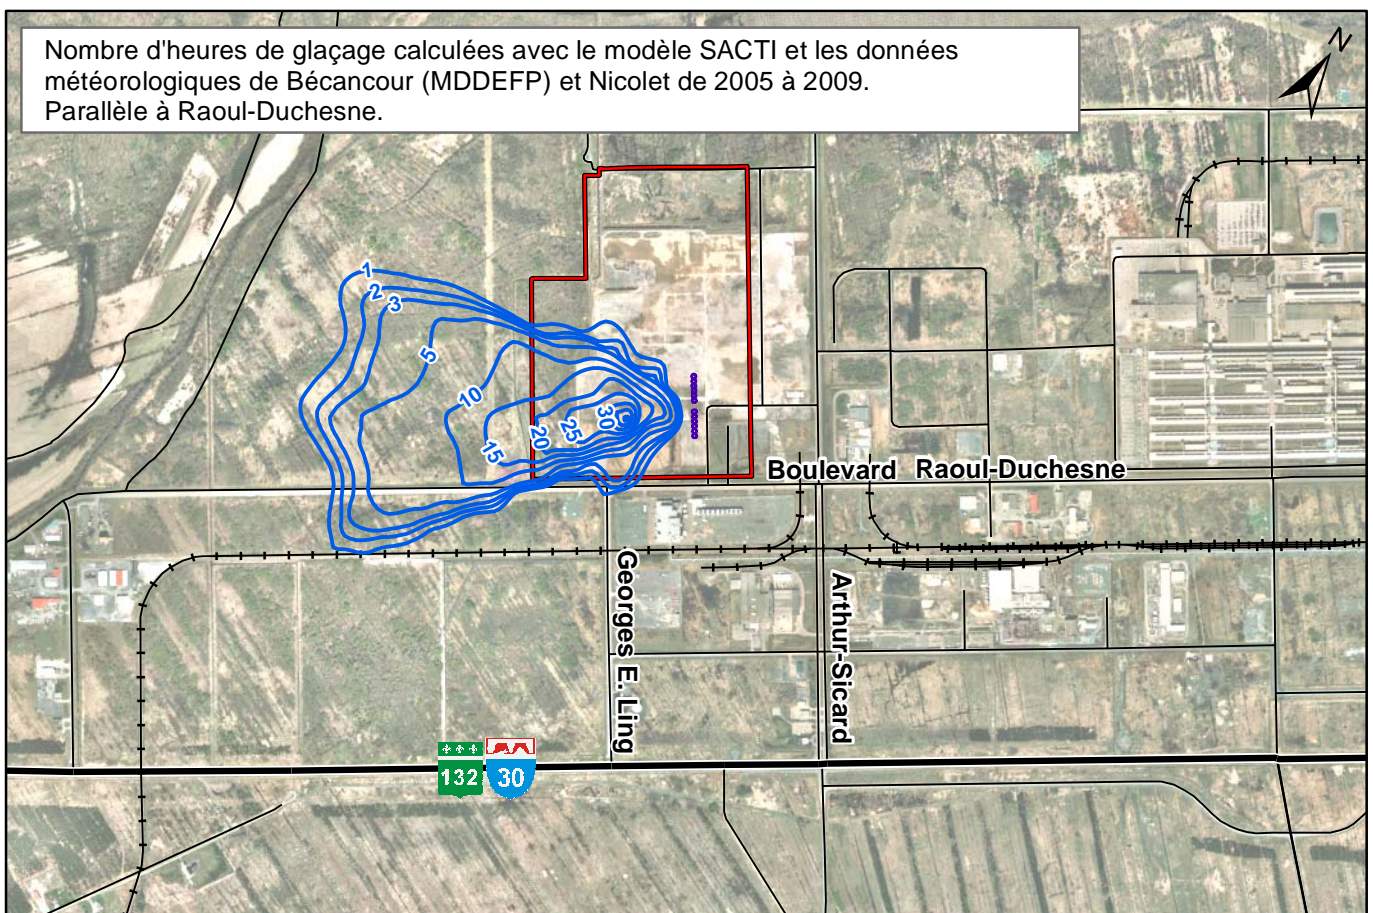 Nombre d'heures de glaçage calculées avec le modèle SACTI et les données
météorologiques de Bécancour (MDDEFP) et Nicolet de 2005 à 2009.
Parallèle à Raoul-Duchesne.
N
1
2
3
5
10
15
20
25
30
Boulevard Raoul-Duchesne
Georges E. Ling
Arthur-Sicard
132
30